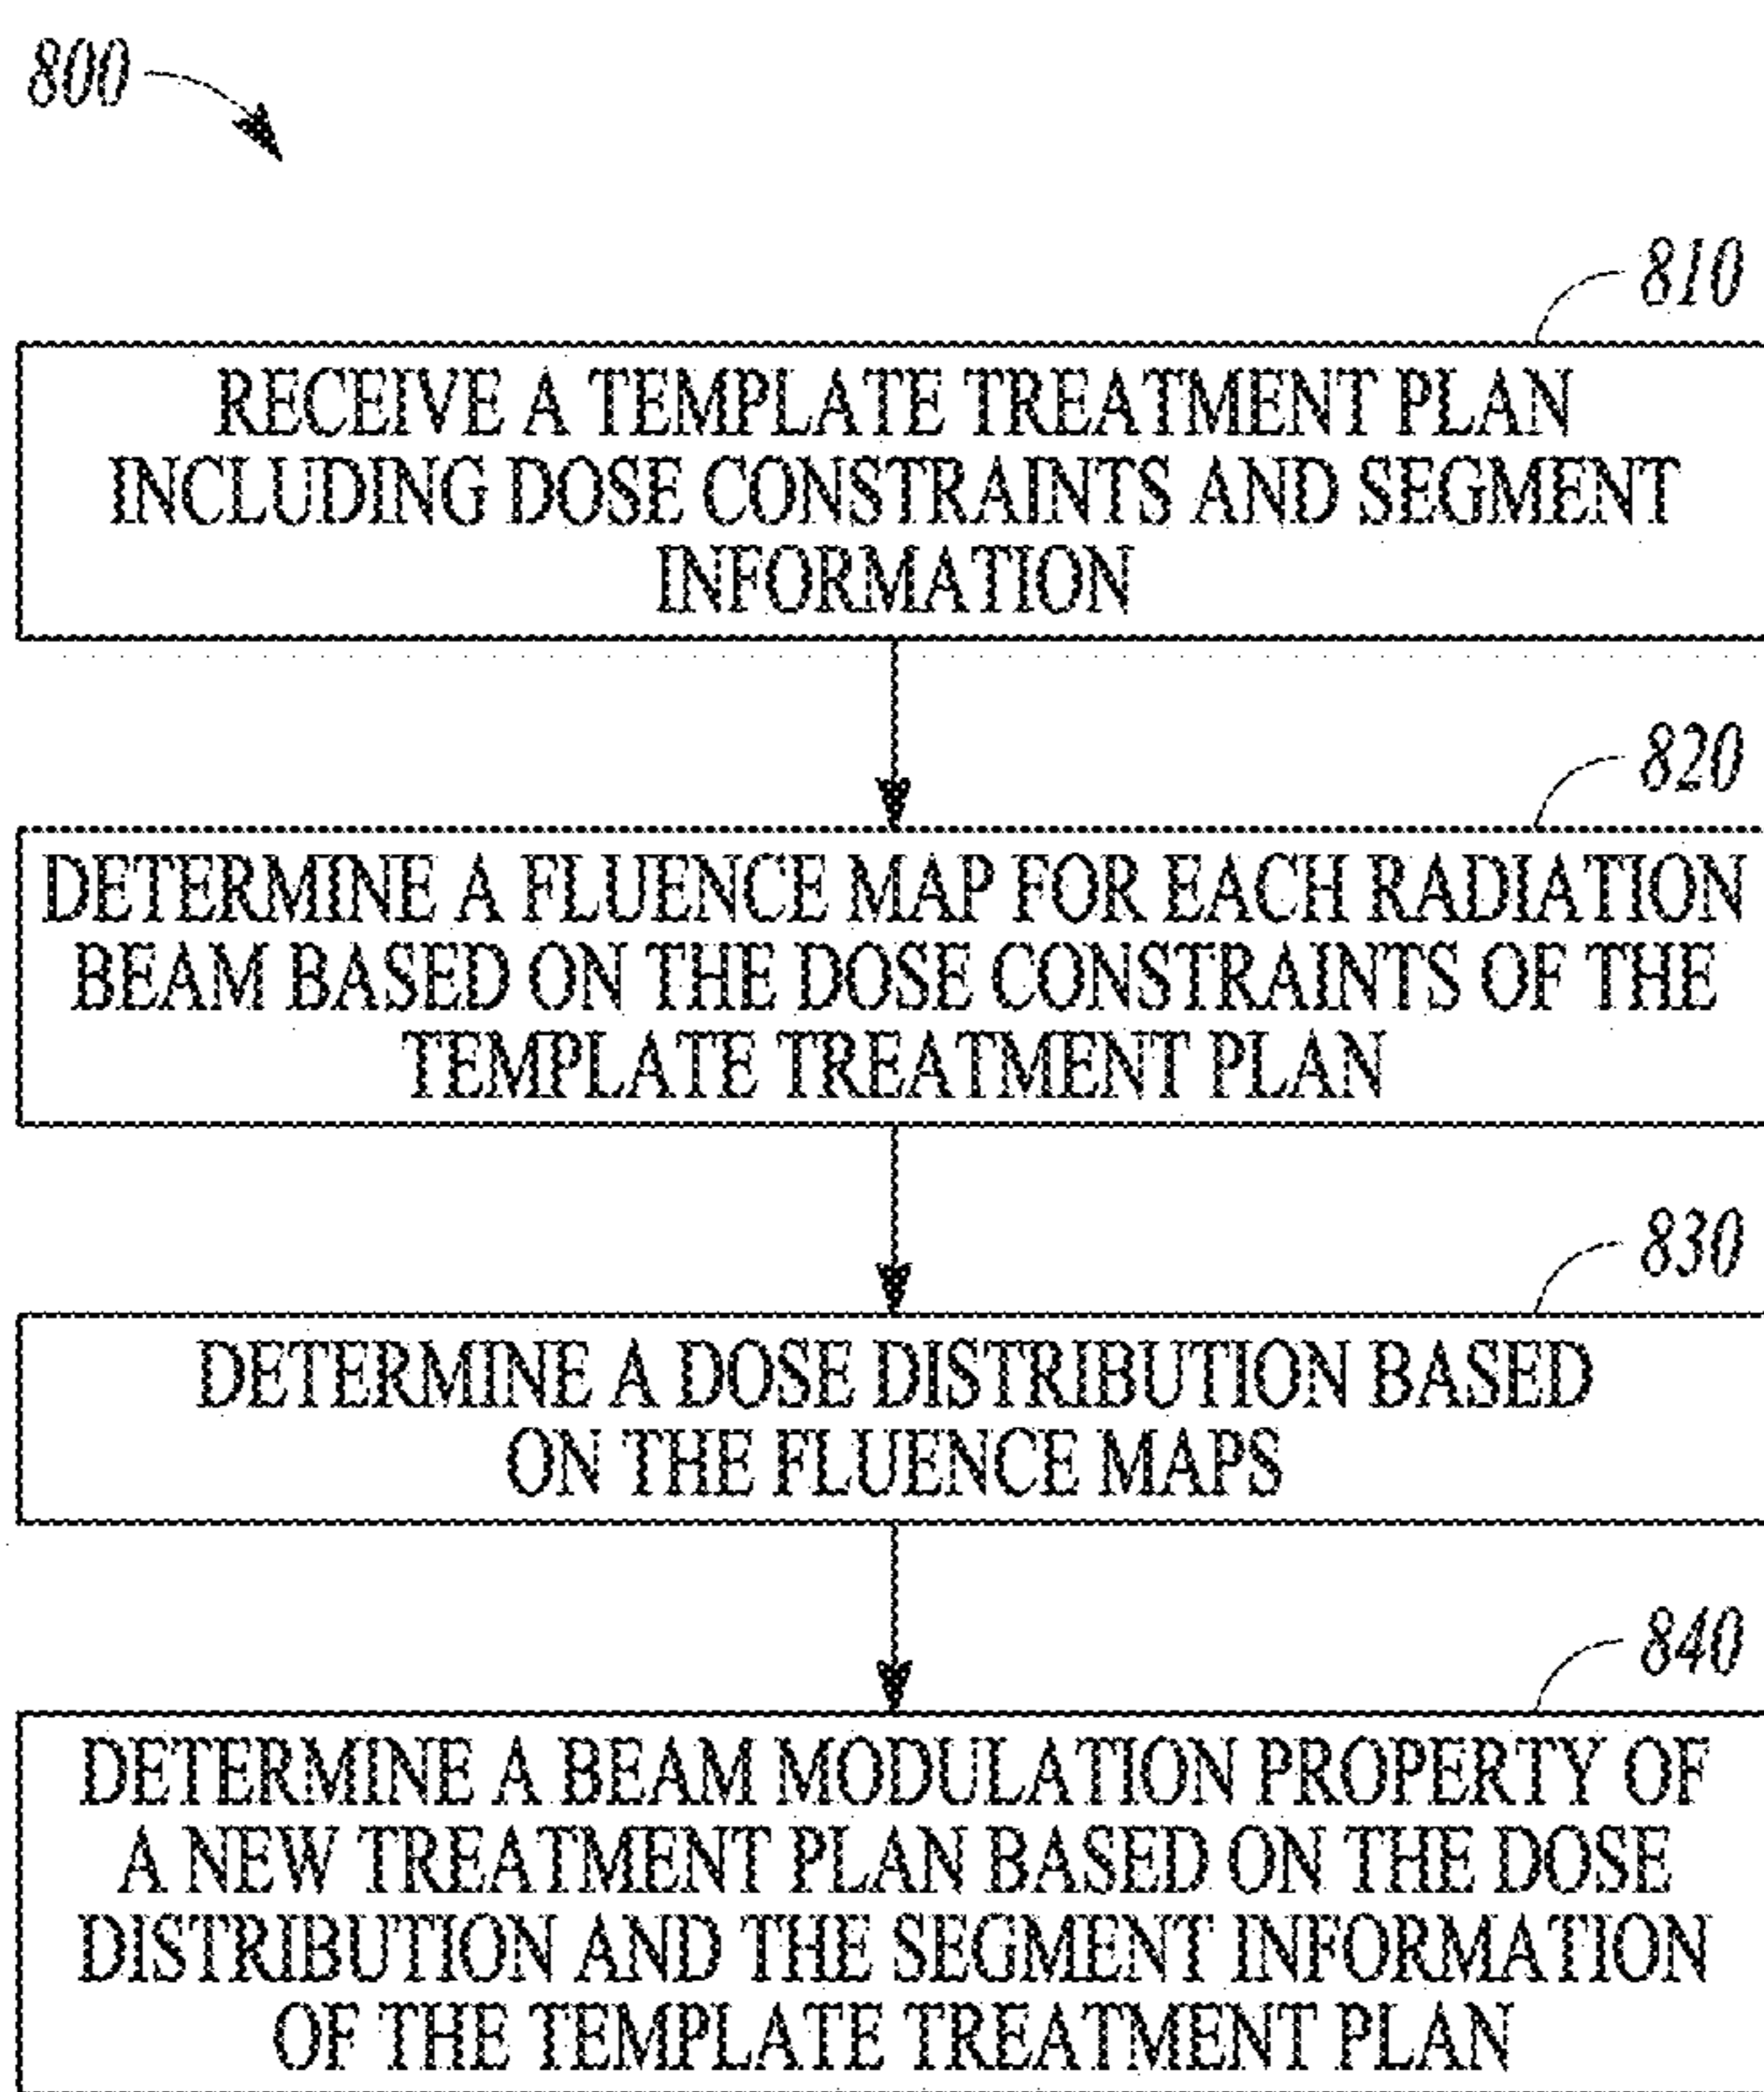 800
810
RECEIVE A TEMPLATE TREATMENT PLAN
INCLUDING DOSE CONSTRAINTS AND SEGMENT
INFORMATION
820
DETERMINE A FLUENCE MAP FOR EACH RADIATION
BEAM BASED ON THE DOSE CONSTRAINTS OF THE
TEMPLATE TREATMENT PLAN
830
DETERMINE A DOSE DISTRIBUTION BASED
ON THE FLUENCE MAPS
840
DETERMINE A BEAM MODULATION PROPERTY OF
A NEW TREATMENT PLAN BASED ON THE DOSE
DISTRIBUTION AND THE SEGMENT INFORMATION
OF THE TEMPLATE TREATMENT PLAN